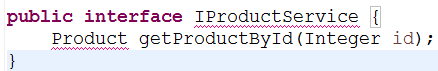 public interface IProductService {
    Product getProductById(Integer id);
}